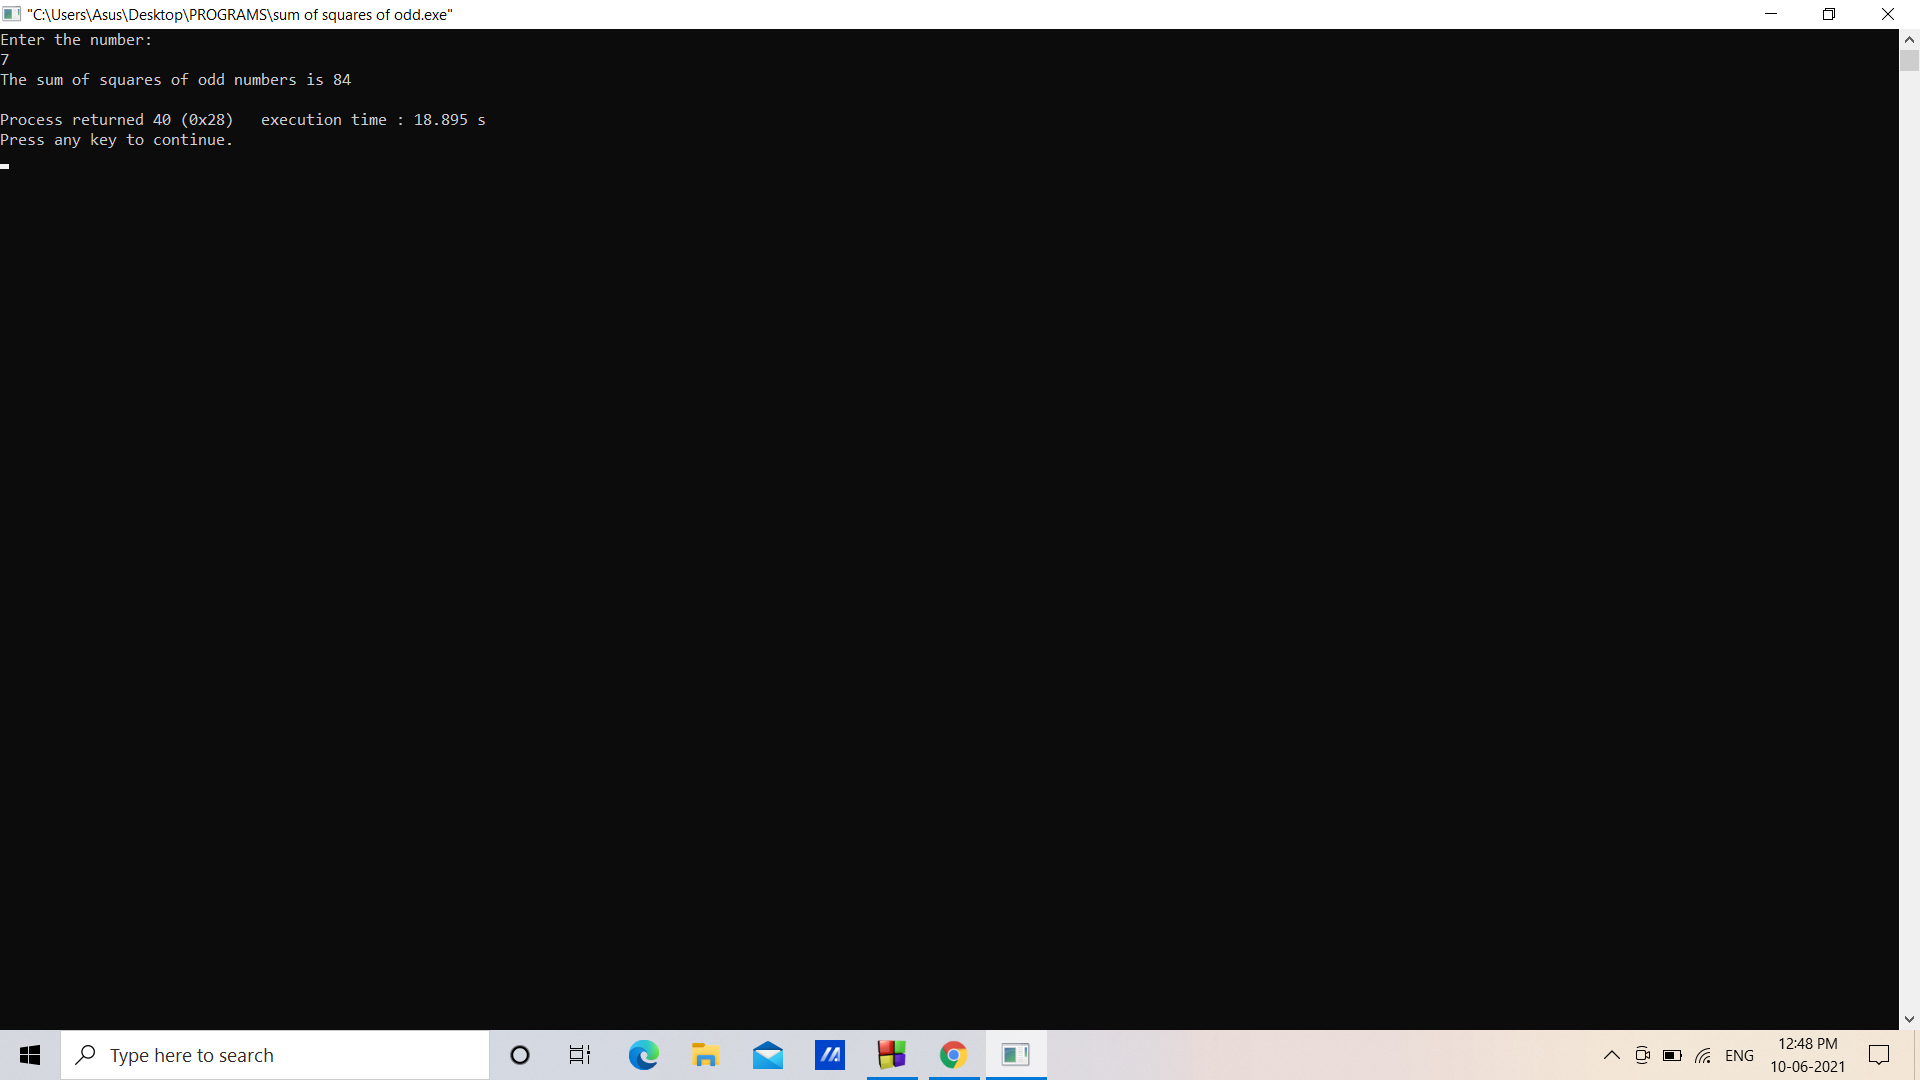 "C:\Users\Asus\Desktop\PROGRAMS\sum of squares of odd.exe"
Enter the number:
7
The sum of squares of odd numbers is 84
Process returned 40 (0x28)   execution time : 18.895 s
Press any key to continue.
Type here to search
ENG
12:48 PM
10-06-2021